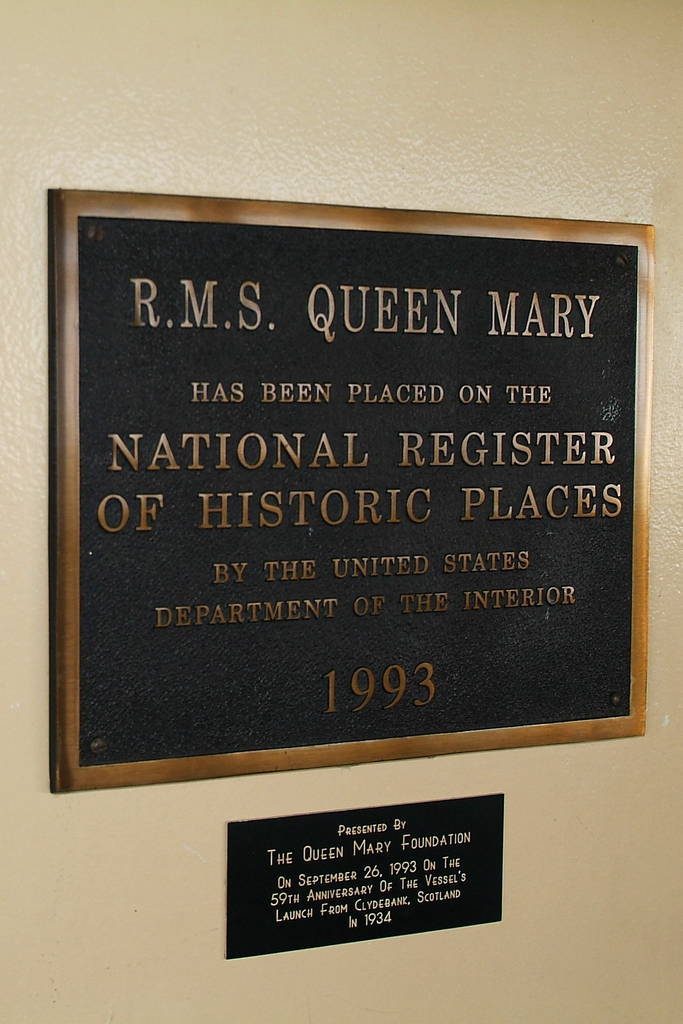 R.M.S. QUEEN MARY
HAS BEEN PLACED ON THE
NATIONAL REGISTER
OF HISTORIC PLACES
BY THE UNITED STATES
DEPARTMENT OF THE INTERIOR
1993
PRESENTED BY
THE QUEEN MARY FOUNDATION
ON SEPTEMBER 26, 1993 ON THE
59TH ANNIVERSARY OF THE VESSEL'S
LAUNCH FROM CLYDEBANK, SCOTLAND
IN 1934